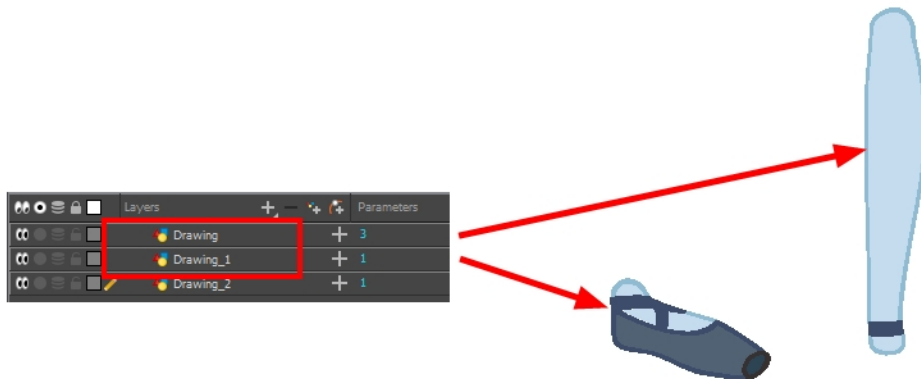 Layers Parameters
Drawing 3
Drawing_1 1
Drawing_2 1